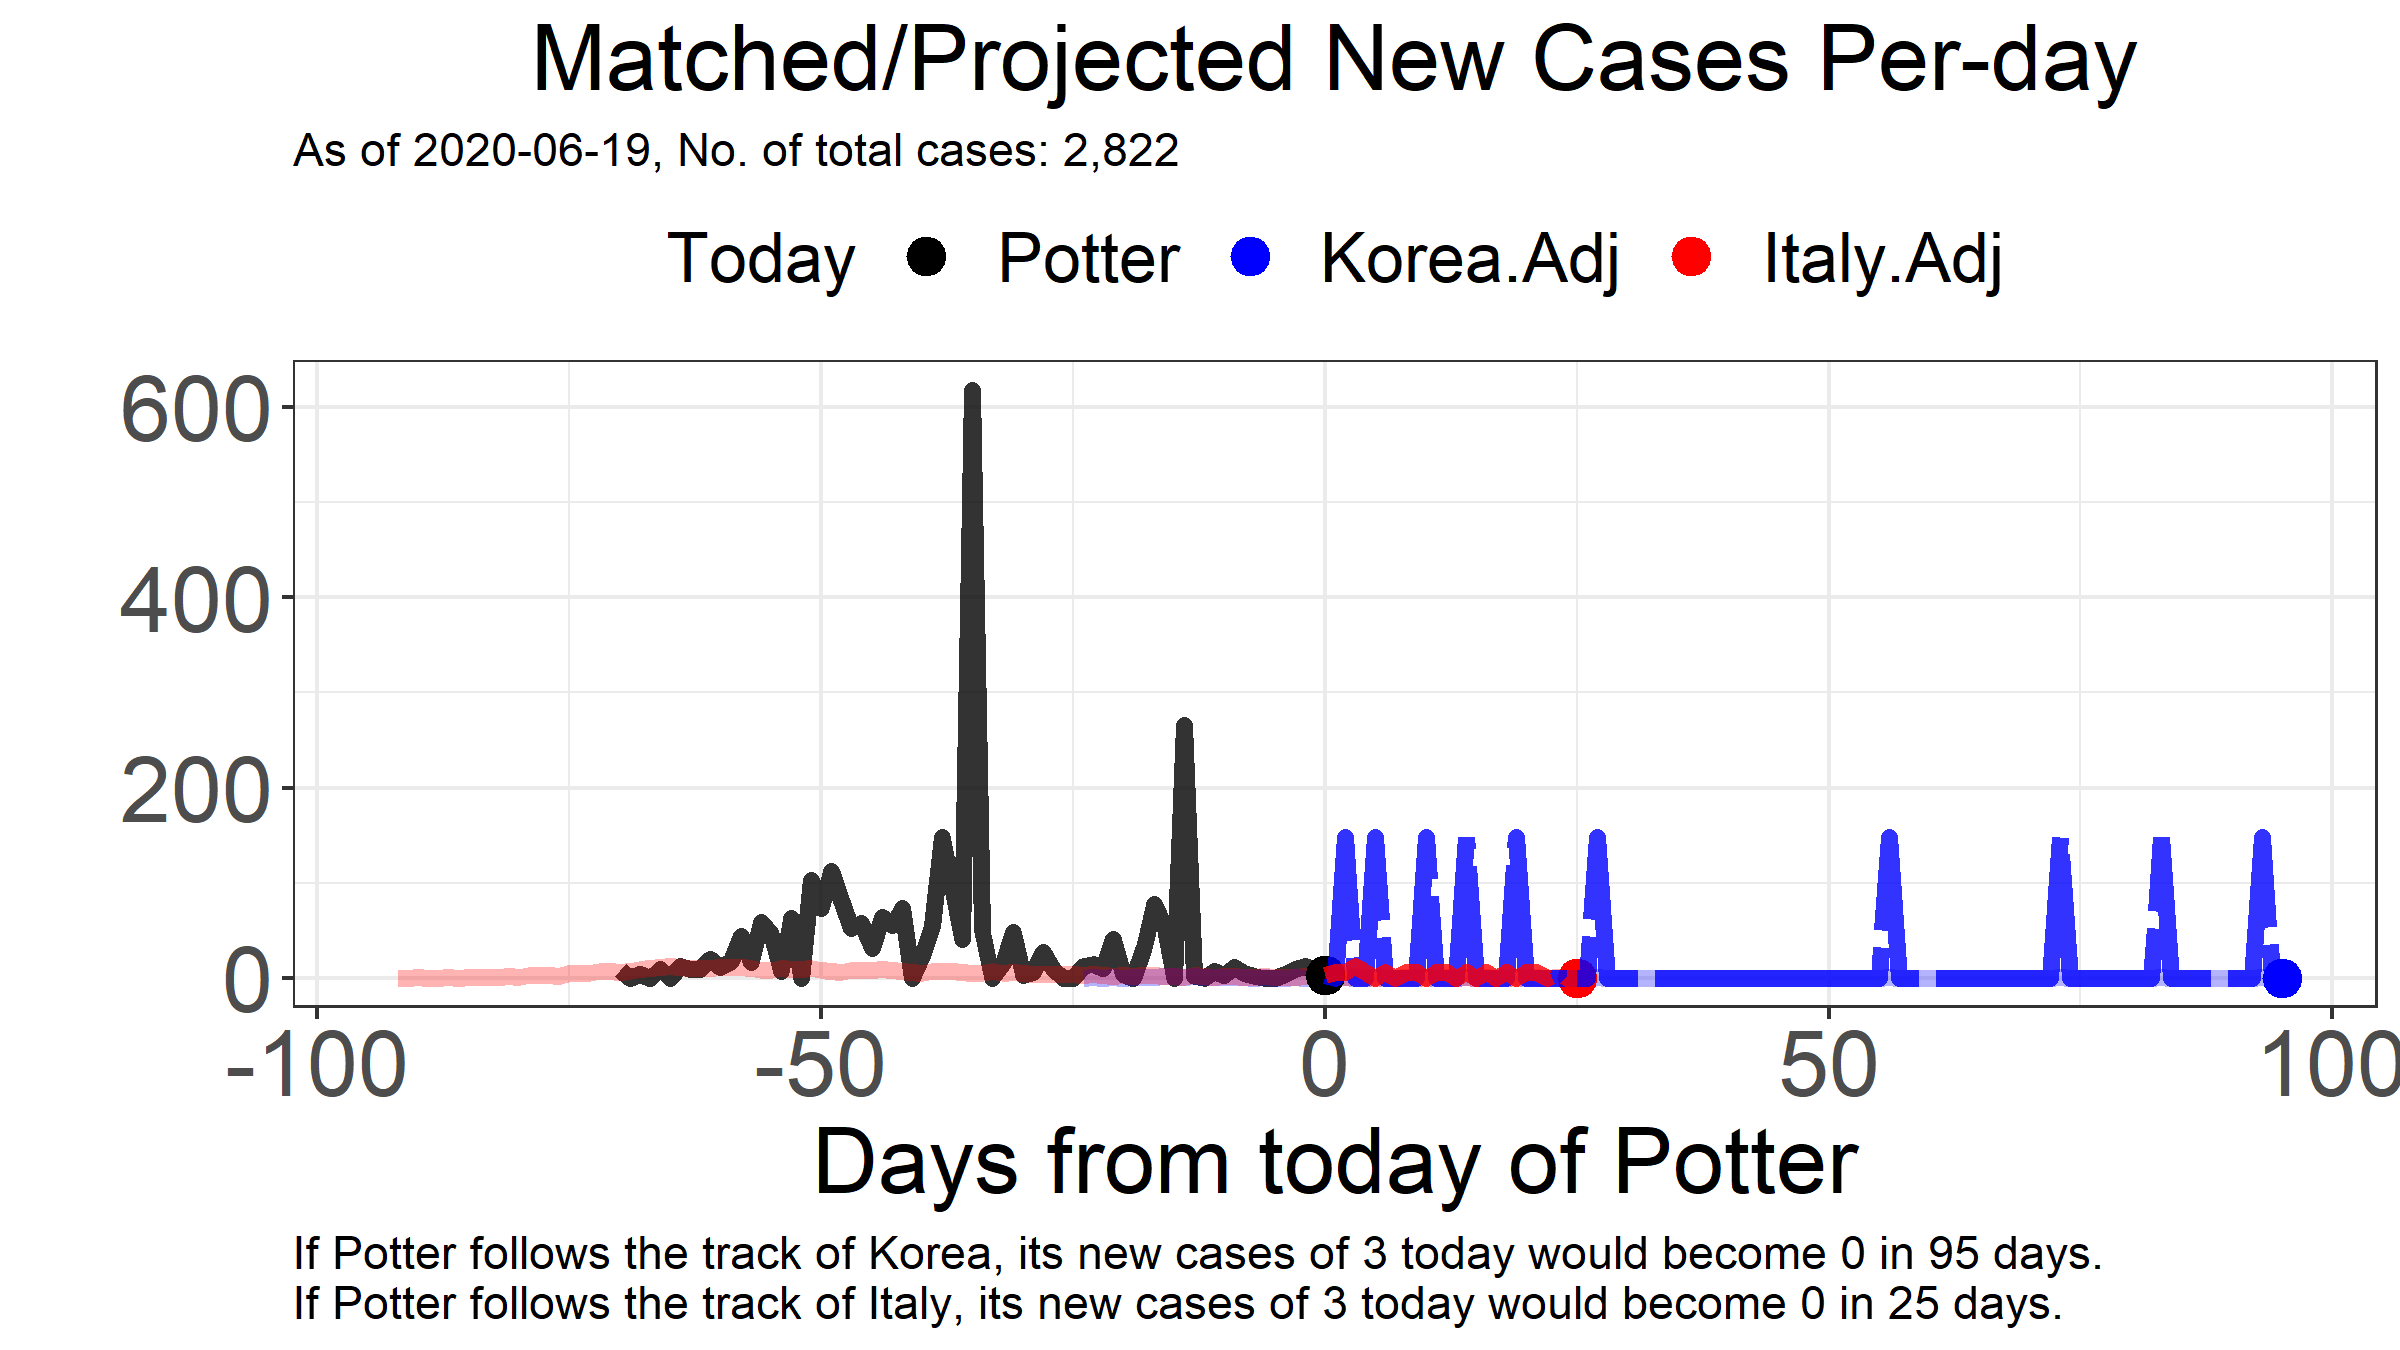 Matched/Projected New Cases Per-day
As of 2020-06-19, No. of total cases: 2,822
Today Potter Korea.Adj Italy.Adj
600
400
200
0
-100 -50 0 50 100
Days from today of Potter
If Potter follows the track of Korea, its new cases of 3 today would become 0 in 95 days.
If Potter follows the track of Italy, its new cases of 3 today would become 0 in 25 days.